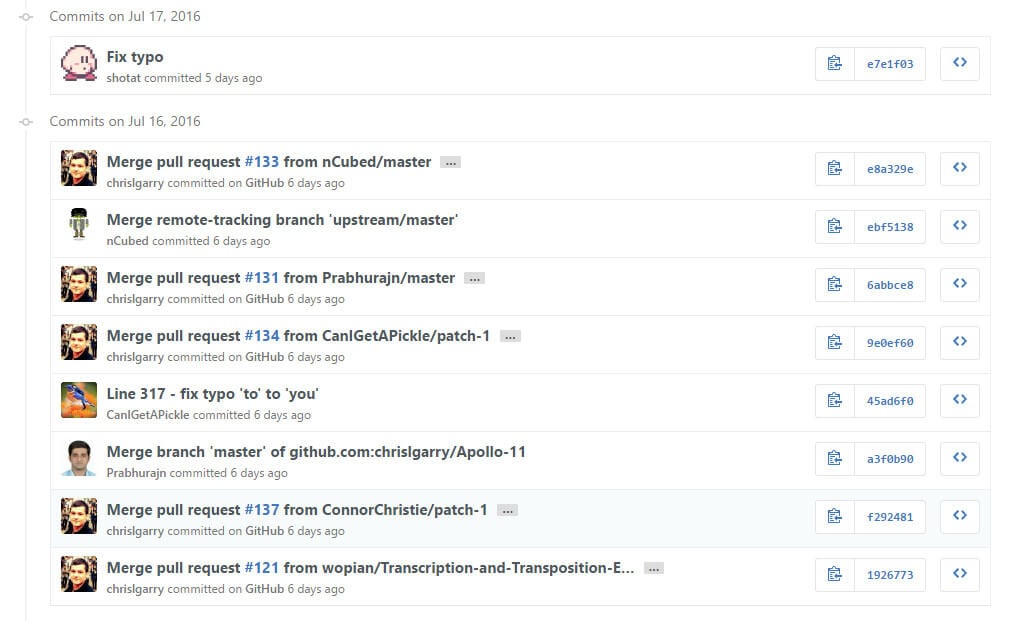 Commits on Jul 17, 2016
Fix typo
shotat committed 5 days ago
e7e1f03
Commits on Jul 16, 2016
Merge pull request #133 from nCubed/master ...
chrislgarry committed on GitHub 6 days ago
e8a329e
Merge remote-tracking branch 'upstream/master'
nCubed committed 6 days ago
ebf5138
Merge pull request #131 from Prabhurajn/master ...
chrislgarry committed on GitHub 6 days ago
6abbce8
Merge pull request #134 from CanIGetAPickle/patch-1 ...
chrislgarry committed on GitHub 6 days ago
9e0ef60
Line 317 - fix typo 'to' to 'you'
CanIGetAPickle committed 6 days ago
45ad6f0
Merge branch 'master' of github.com:chrislgarry/Apollo-11
Prabhurajn committed 6 days ago
a3f0b90
Merge pull request #137 from ConnorChristie/patch-1 ...
chrislgarry committed on GitHub 6 days ago
f292481
Merge pull request #121 from wopian/Transcription-and-Transposition-E... ...
chrislgarry committed on GitHub 6 days ago
1926773